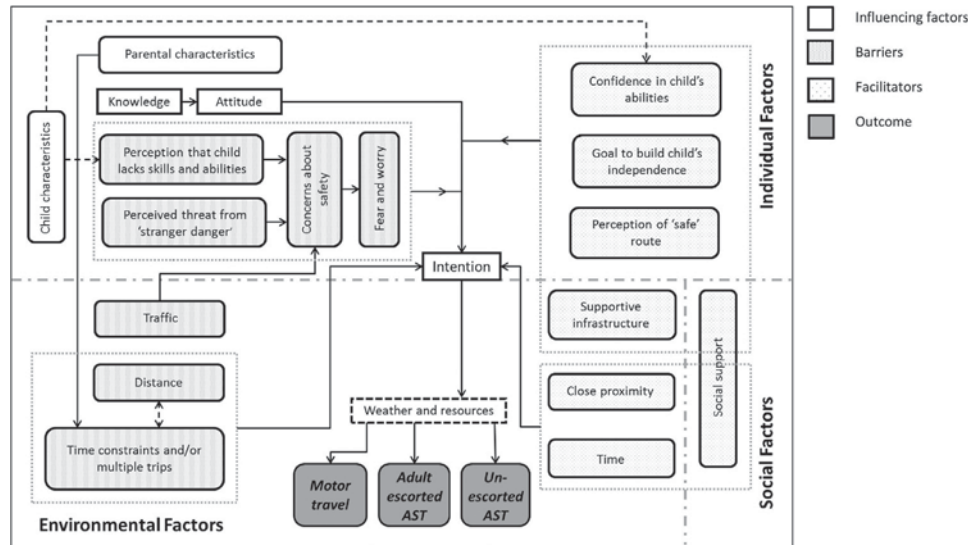 Parental characteristics
Knowledge
Attitude
Child characteristics
Perception that child
lacks skills and abilities
Perceived threat from
'stranger danger'
Concerns about
safety
Fear and worry
Confidence in child's
abilities
Goal to build child's
independence
Perception of 'safe'
route
Individual Factors
Intention
Traffic
Distance
Time constraints and/or
multiple trips
Environmental Factors
Weather and resources
Motor
travel
Adult
escorted
AST
Un-
escorted
AST
Supportive
infrastructure
Close proximity
Time
Social support
Social Factors
Influencing factors
Barriers
Facilitators
Outcome